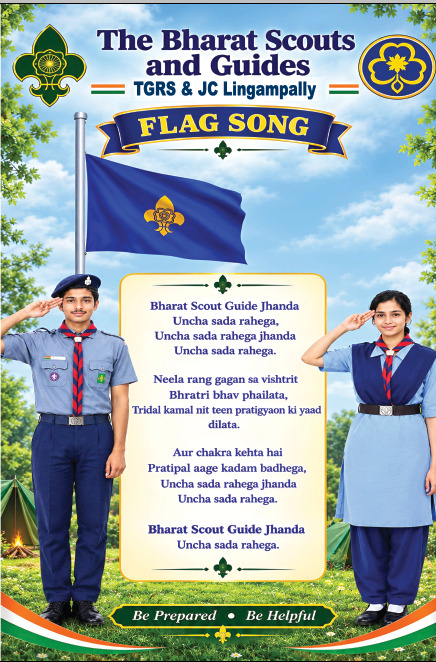 The Bharat Scouts
and Guides
TGRS & JC Lingampally
FLAG SONG
Bharat Scout Guide Jhanda
Uncha sada rahega,
Uncha sada rahega jhanda
Uncha sada rahega.
Neela rang gagan sa vishtrit
Bhratri bhav phailata,
Tridal kamal nit teen pratigyaon ki yaad
dilata.
Aur chakra kehta hai
Pratipal aage kadam badhega,
Uncha sada rahega jhanda
Uncha sada rahega.
Bharat Scout Guide Jhanda
Uncha sada rahega.
Be Prepared • Be Helpful